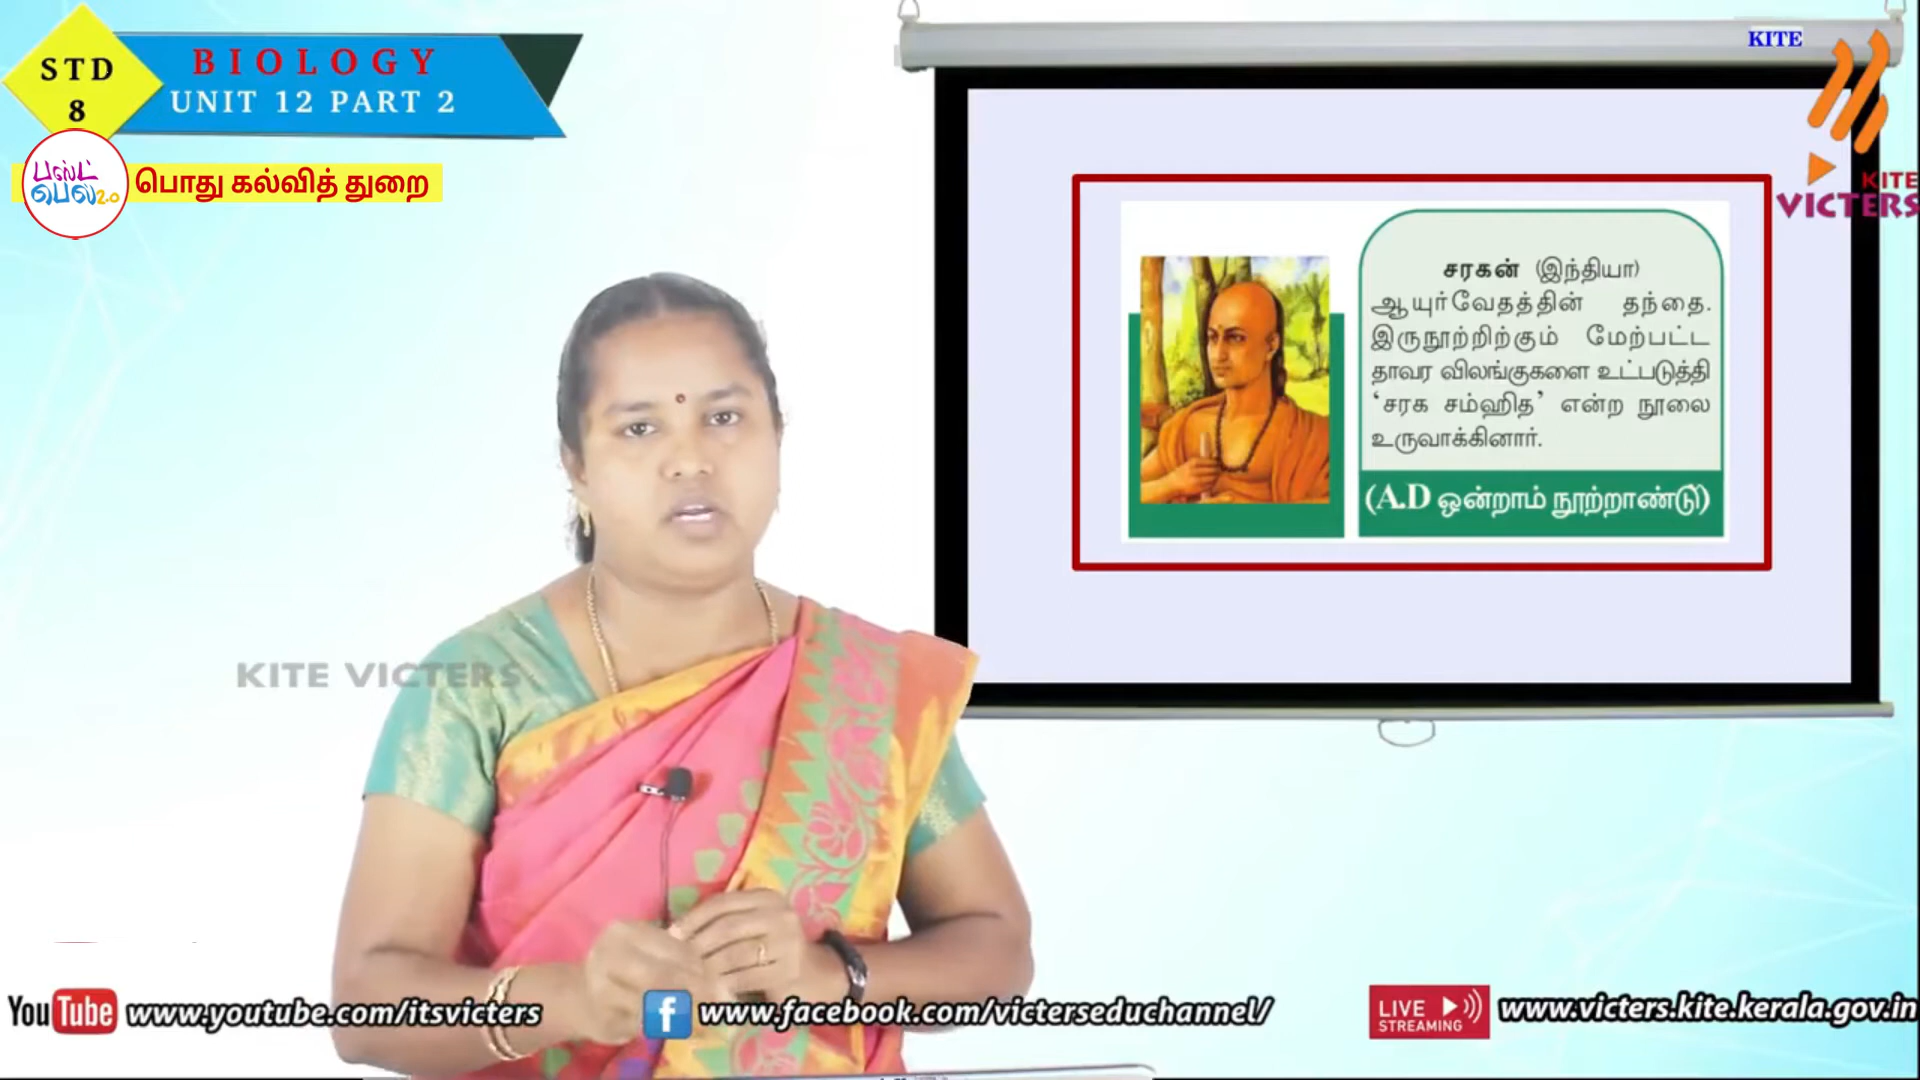 STD
8
BIOLOGY
UNIT 12 PART 2
பஸ்ட்
பெல் 2.0
பொது கல்வித் துறை
KITE
KITE
VICTERS
சரகன் (இந்தியா)
ஆயுர்வேதத்தின் தந்தை.
இருநூற்றிற்கும் மேற்பட்ட
தாவர விலங்குகளை உட்படுத்தி
‘சரக சம்ஹித’ என்ற நூலை
உருவாக்கினார்.
(A.D ஒன்றாம் நூற்றாண்டு)
KITE VICTERS
YouTube www.youtube.com/itsvicters
f www.facebook.com/victerseduchannel/
LIVE
STREAMING
www.victers.kite.kerala.gov.in